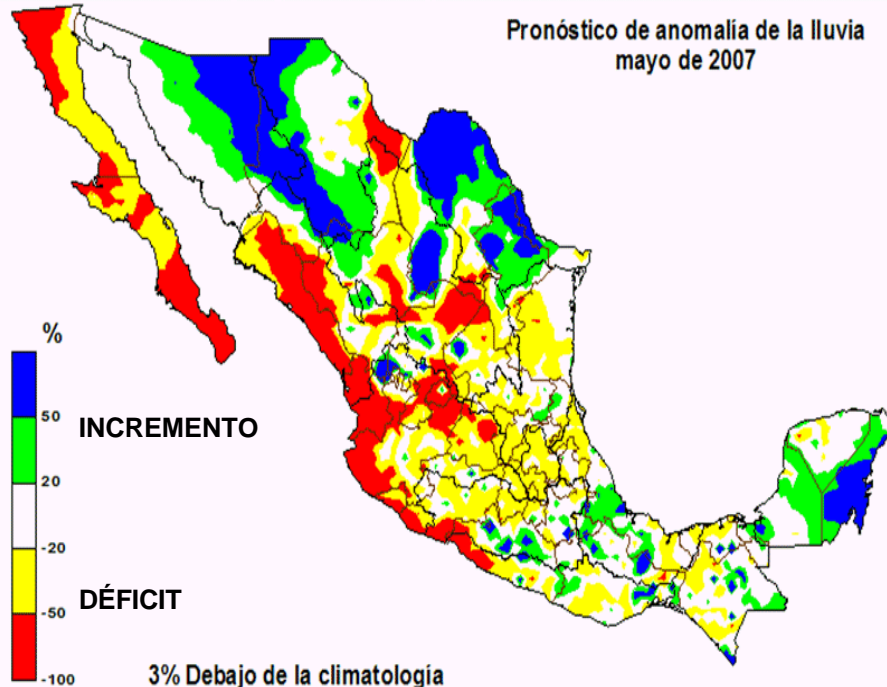 Pronóstico de anomalía de la lluvia
mayo de 2007
%
50
INCREMENTO
20
-20
-50
DÉFICIT
-100
3% Debajo de la climatología